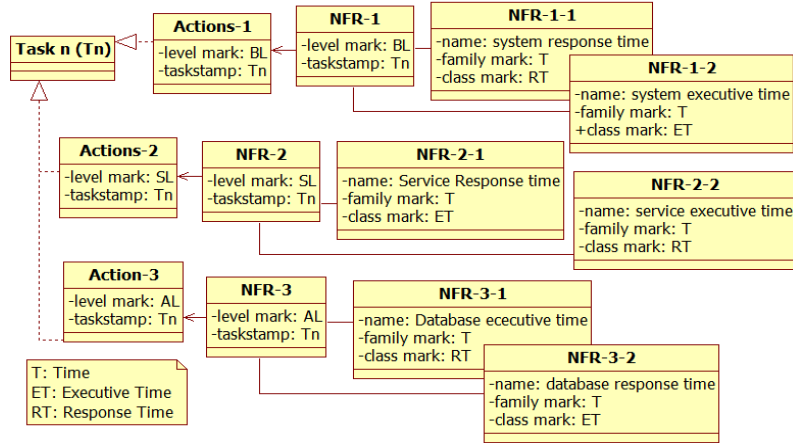 Task n (Tn)
Actions-1
-level mark: BL
-taskstamp: Tn
NFR-1
-level mark: BL
-taskstamp: Tn
NFR-1-1
-name: system response time
-family mark: T
-class mark: RT
NFR-1-2
-name: system executive time
-family mark: T
+class mark: ET
Actions-2
-level mark: SL
-taskstamp: Tn
NFR-2
-level mark: SL
-taskstamp: Tn
NFR-2-1
-name: Service Response time
-family mark: T
-class mark: ET
NFR-2-2
-name: service executive time
-family mark: T
-class mark: RT
Action-3
-level mark: AL
-taskstamp: Tn
NFR-3
-level mark: AL
-taskstamp: Tn
NFR-3-1
-name: Database ececutive time
-family mark: T
-class mark: RT
NFR-3-2
-name: database response time
-family mark: T
-class mark: ET
T: Time
ET: Executive Time
RT: Response Time